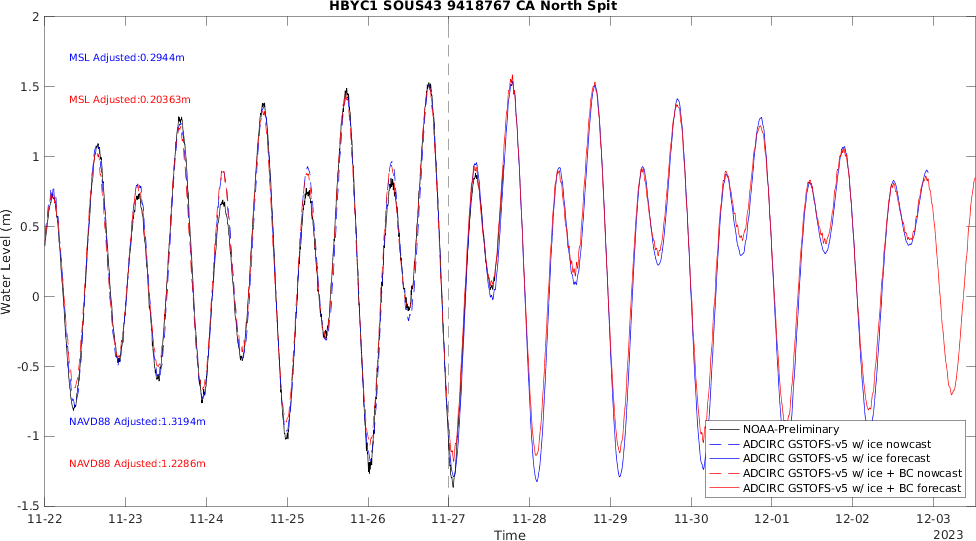 HBYC1 SOUS43 9418767 CA North Spit
2
1.5
1
0.5
0
-0.5
-1
-1.5
Water Level (m)
MSL Adjusted:0.2944m
MSL Adjusted:0.20363m
NAVD88 Adjusted:1.3194m
NAVD88 Adjusted:1.2286m
NOAA-Preliminary
ADCIRC GSTOFS-v5 w/ ice nowcast
ADCIRC GSTOFS-v5 w/ ice forecast
ADCIRC GSTOFS-v5 w/ ice + BC nowcast
ADCIRC GSTOFS-v5 w/ ice + BC forecast
11-22 11-23 11-24 11-25 11-26 11-27 11-28 11-29 11-30 12-01 12-02 12-03
Time
2023